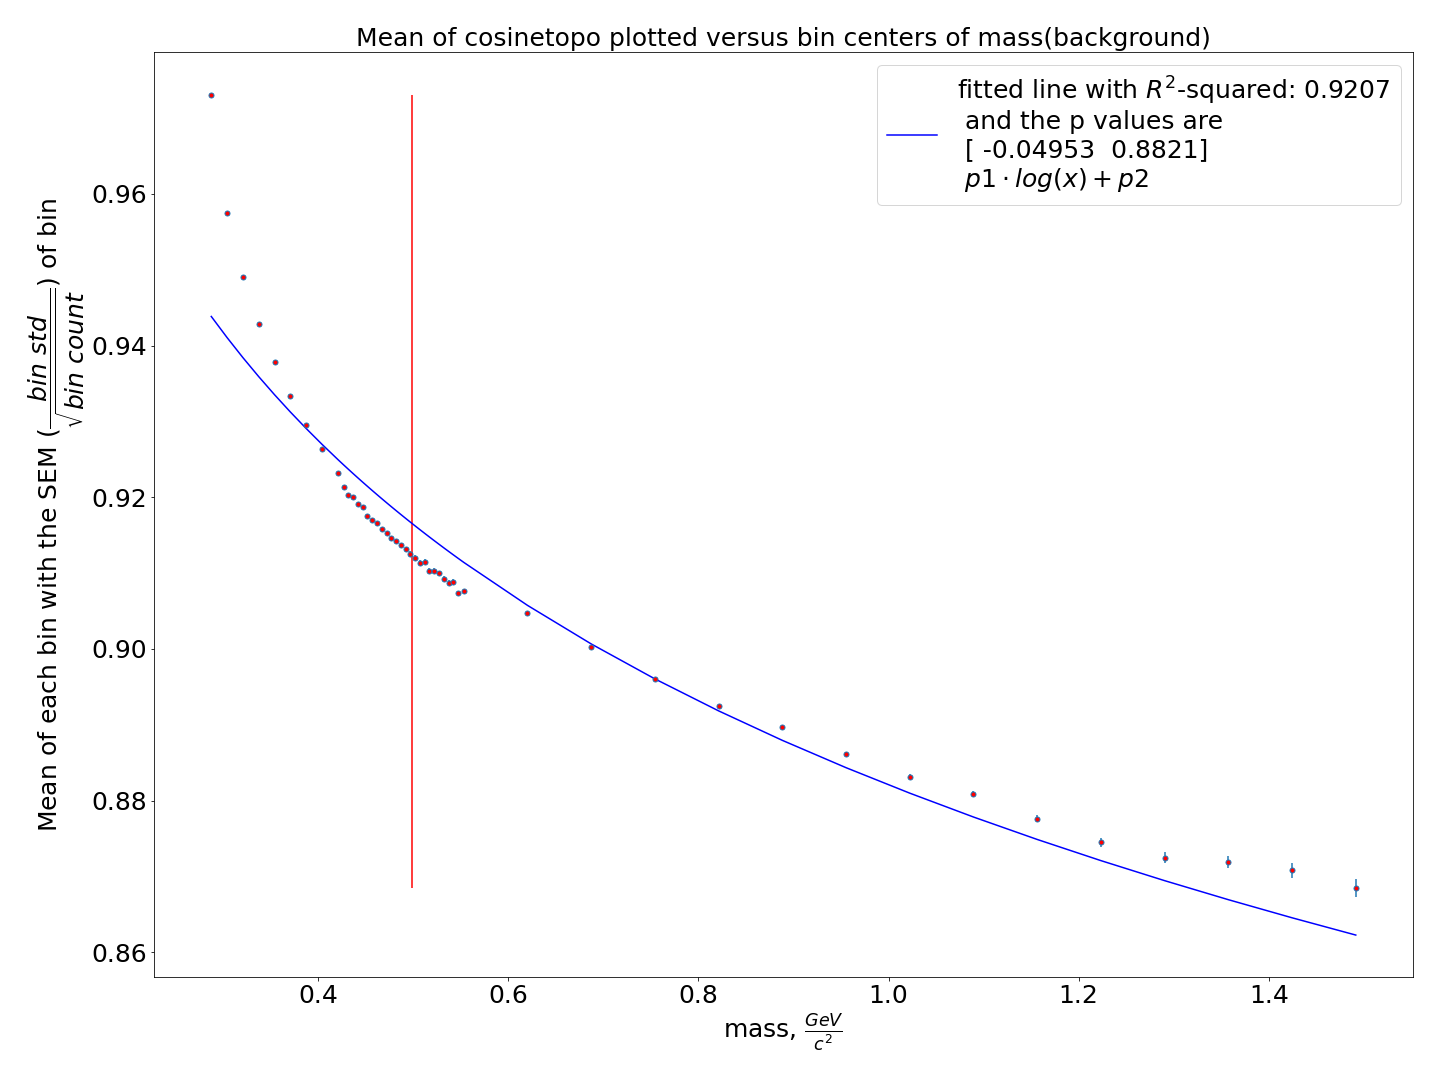 Mean of cosinetopo plotted versus bin centers of mass(background)
fitted line with R²-squared: 0.9207
and the p values are
[ -0.04953  0.8821]
p1 · log(x) + p2
Mean of each bin with the SEM (bin std / √bin count) of bin
0.96
0.94
0.92
0.90
0.88
0.86
0.4 0.6 0.8 1.0 1.2 1.4
mass, GeV/c²